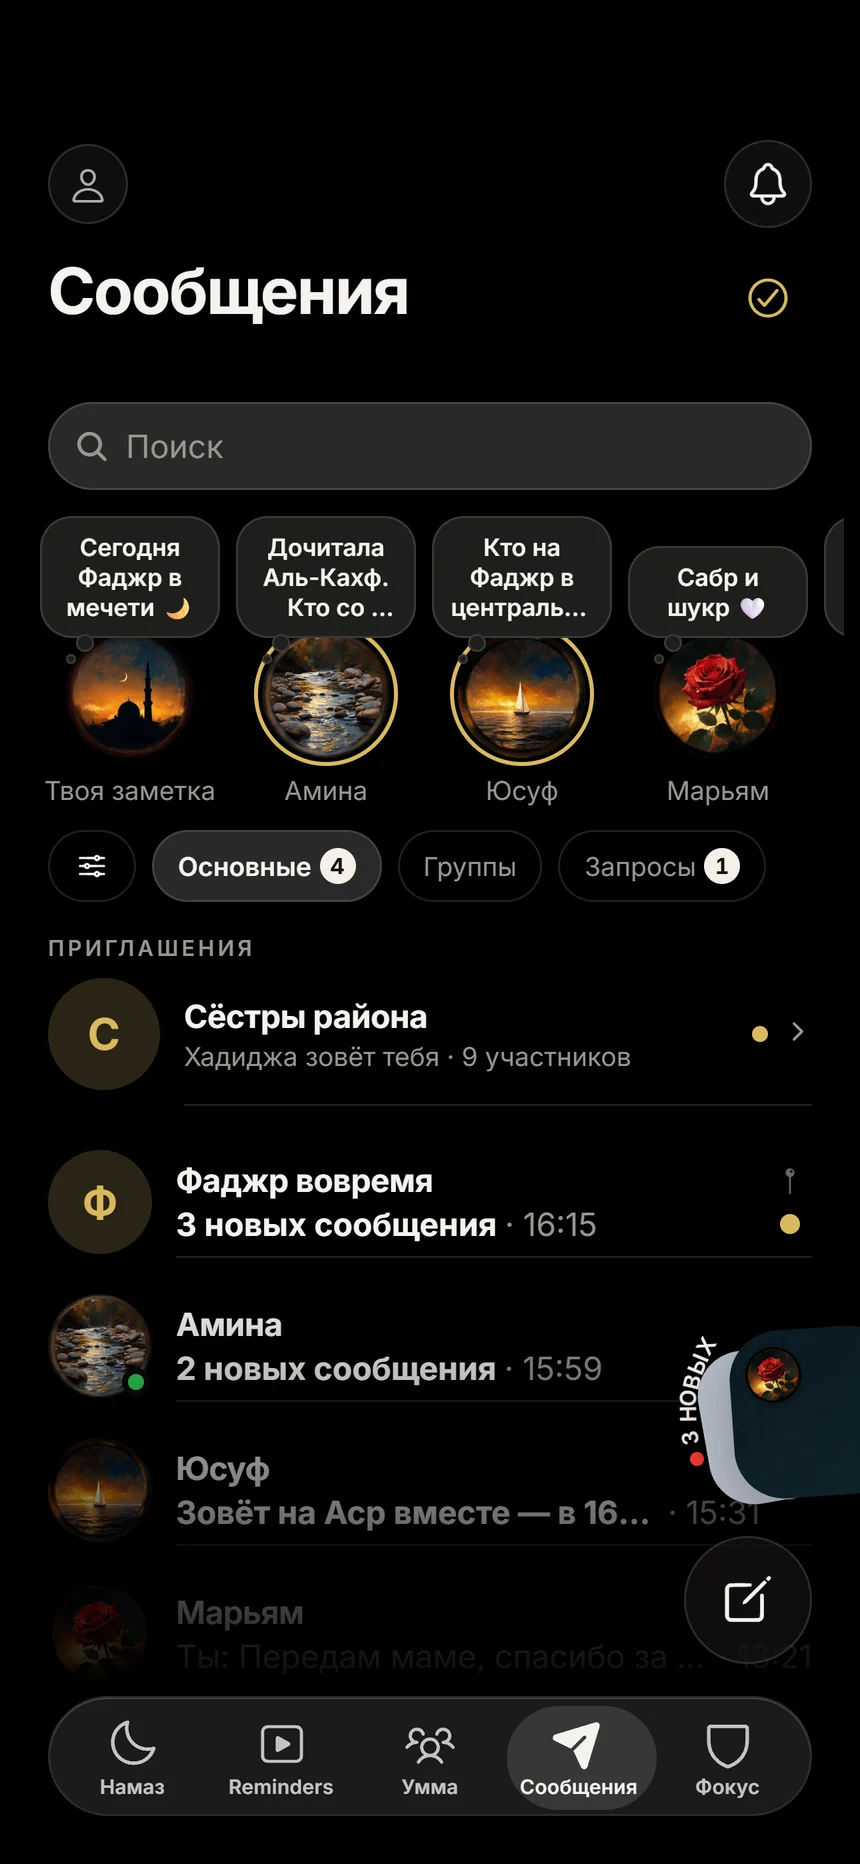 Сообщения
Поиск
Сегодня
Фаджр в
мечети 🌙
Дочитала
Аль-Кахф.
Кто со ...
Кто на
Фаджр в
централь...
Сабр и
шукр 🤍
Твоя заметка
Амина
Юсуф
Марьям
Основные 4
Группы
Запросы 1
ПРИГЛАШЕНИЯ
С
Сёстры района
Хадиджа зовёт тебя · 9 участников
Ф
Фаджр вовремя
3 новых сообщения · 16:15
Амина
2 новых сообщения · 15:59
3 НОВЫХ
Юсуф
Зовёт на Аср вместе — в 16... · 15:31
Марьям
Ты: Передам маме, спасибо за ... 13:21
Намаз
Reminders
Умма
Сообщения
Фокус